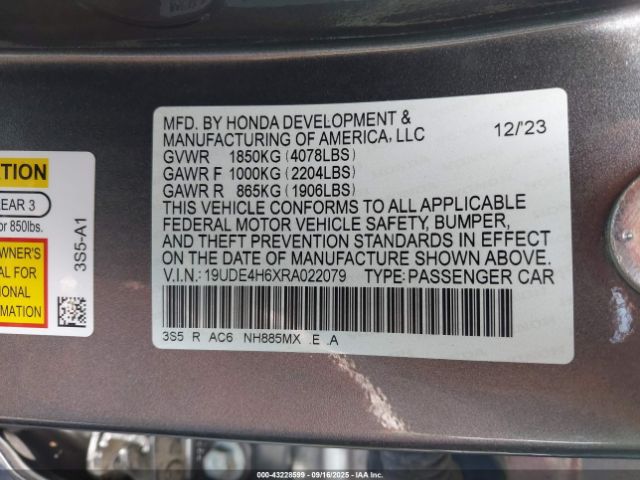 MFD. BY HONDA DEVELOPMENT &
MANUFACTURING OF AMERICA, LLC 12/'23
GVWR 1850KG (4078LBS)
GAWR F 1000KG (2204LBS)
GAWR R 865KG (1906LBS)
THIS VEHICLE CONFORMS TO ALL APPLICABLE
FEDERAL MOTOR VEHICLE SAFETY, BUMPER,
AND THEFT PREVENTION STANDARDS IN EFFECT
ON THE DATE OF MANUFACTURE SHOWN ABOVE.
V.I.N.: 19UDE4H6XRA022079 TYPE: PASSENGER CAR
3S5 R AC6 NH885MX .E .A
EAR 3
850lbs.
WNER'S
AL FOR
IONAL
RMATION
3S5-A1
000-43228599 (09/16/2025) IAA Inc.